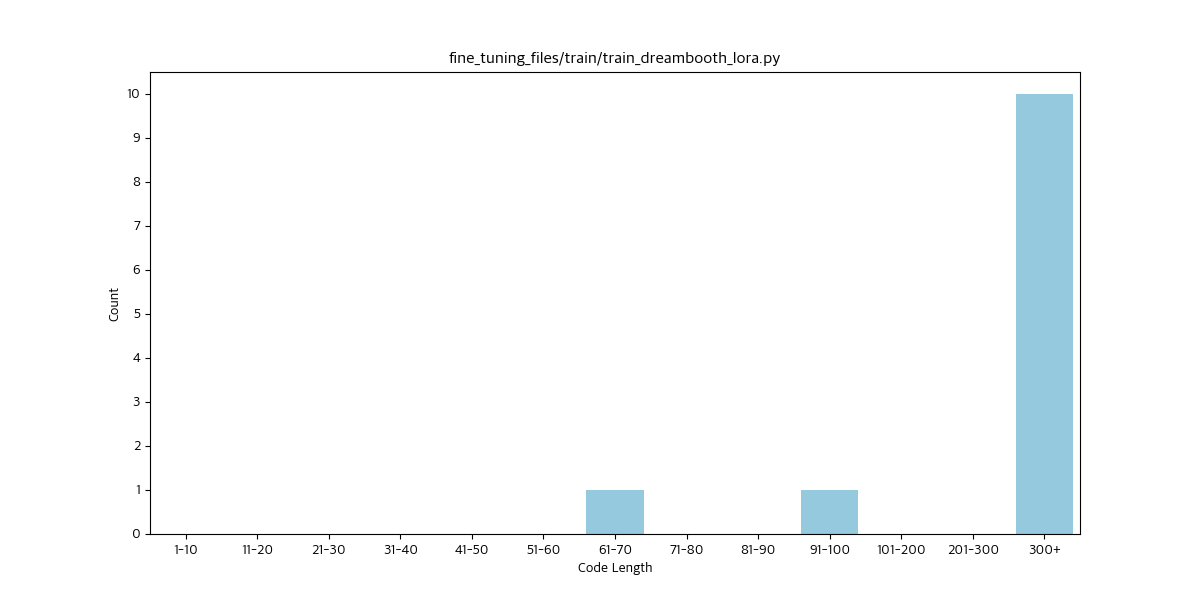 fine_tuning_files/train/train_dreambooth_lora.py
10
9
8
7
6
5
4
3
2
1
0
Count
1-10 11-20 21-30 31-40 41-50 51-60 61-70 71-80 81-90 91-100 101-200 201-300 300+
Code Length